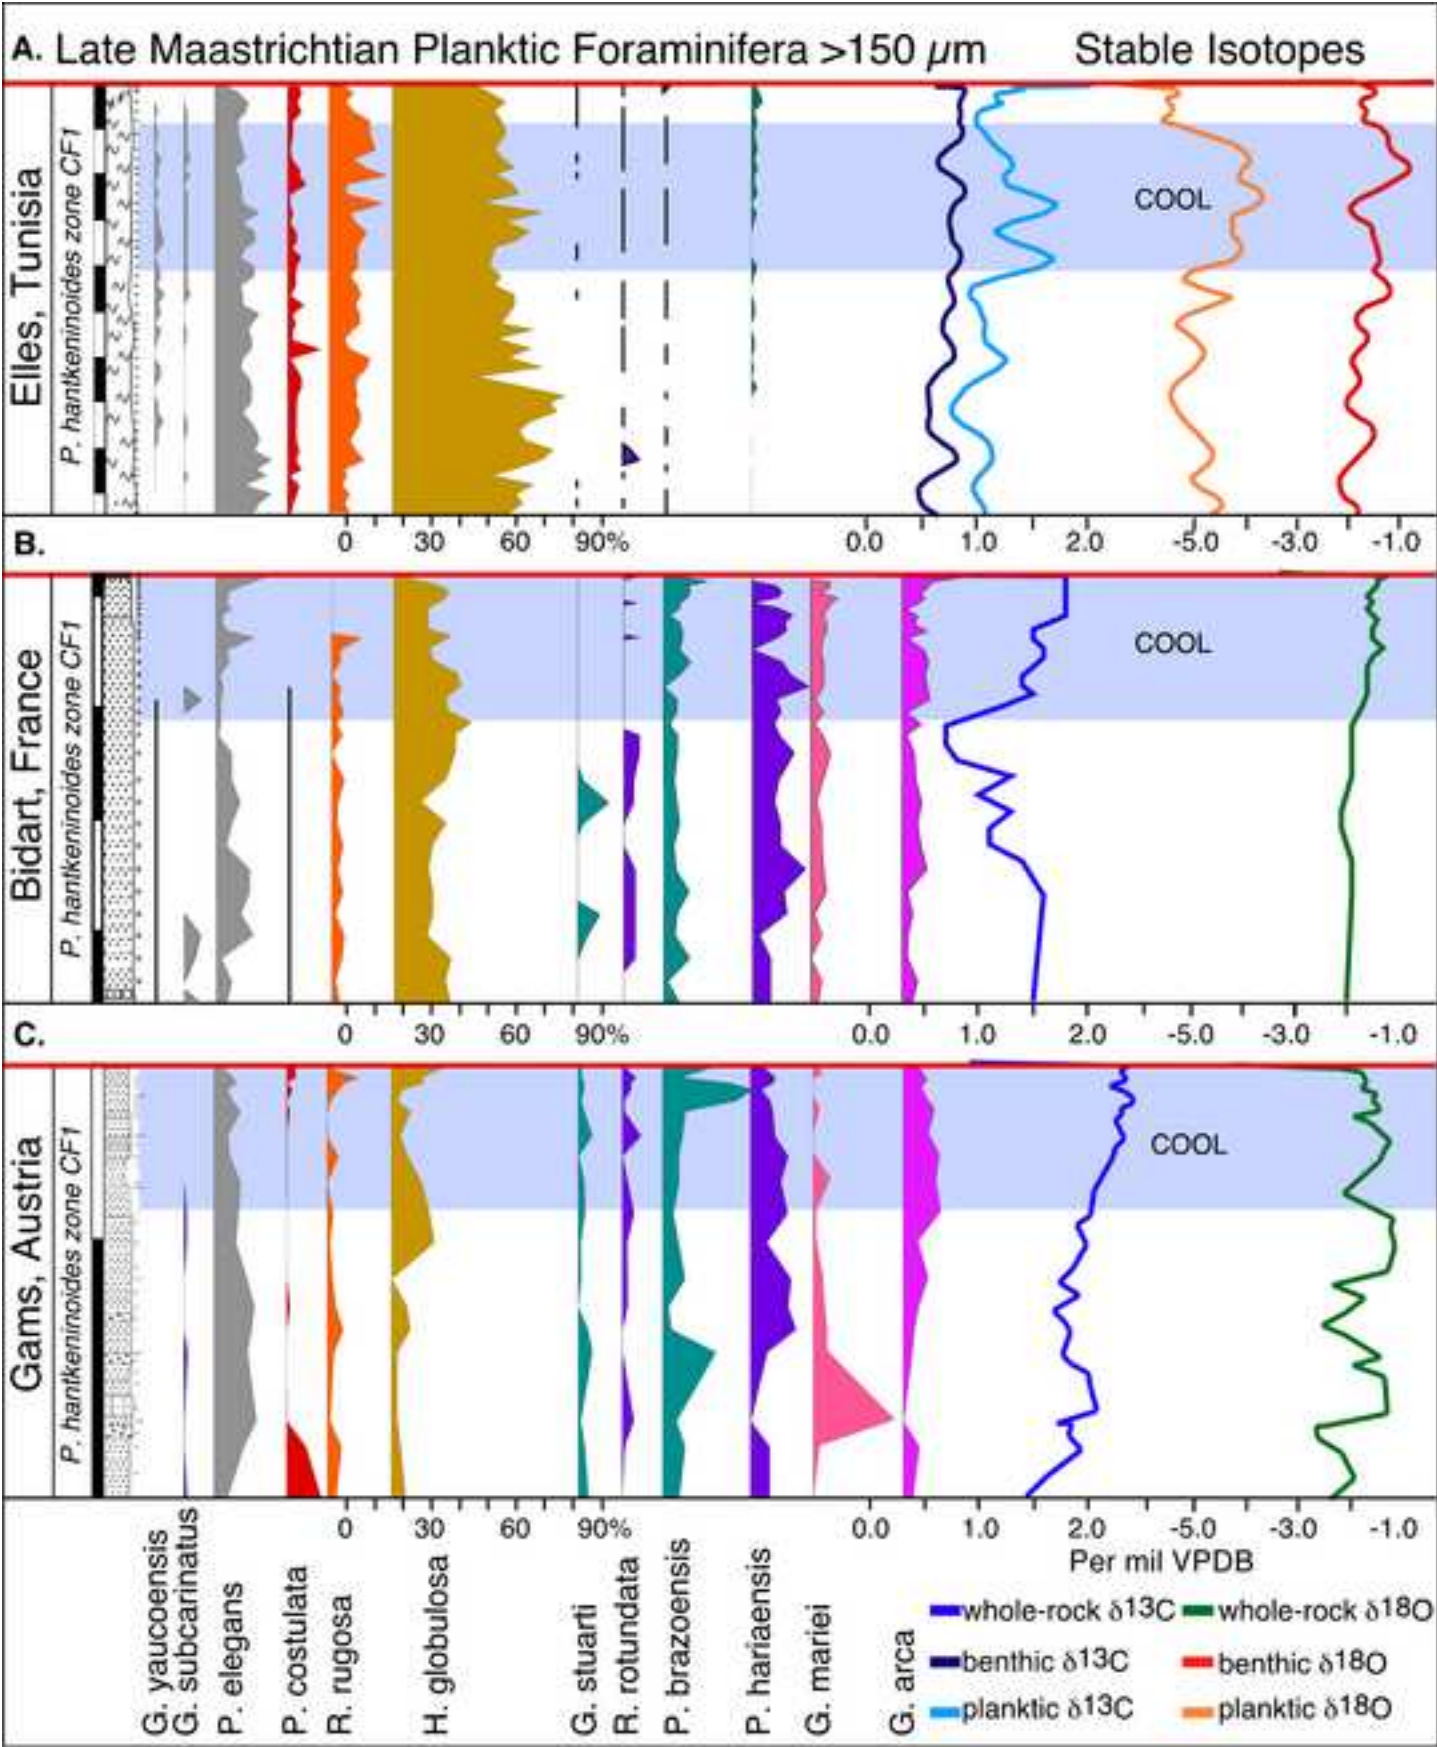 A. Late Maastrichtian Planktic Foraminifera >150 µm
Stable Isotopes
Elles, Tunisia
P. hantkeninoides zone CF1
COOL
0 30 60 90% 0.0 1.0 2.0 -5.0 -3.0 -1.0
B.
Bidart, France
P. hantkeninoides zone CF1
COOL
0 30 60 90% 0.0 1.0 2.0 -5.0 -3.0 -1.0
C.
Gams, Austria
P. hantkeninoides zone CF1
COOL
0 30 60 90% 0.0 1.0 2.0 -5.0 -3.0 -1.0
Per mil VPDB
G. yaucoensis
G. subcarinatus
P. elegans
P. costulata
R. rugosa
H. globulosa
G. stuarti
R. rotundata
P. brazoensis
P. hariaensis
G. mariei
G. arca
whole-rock δ13C
whole-rock δ18O
benthic δ13C
benthic δ18O
planktic δ13C
planktic δ18O